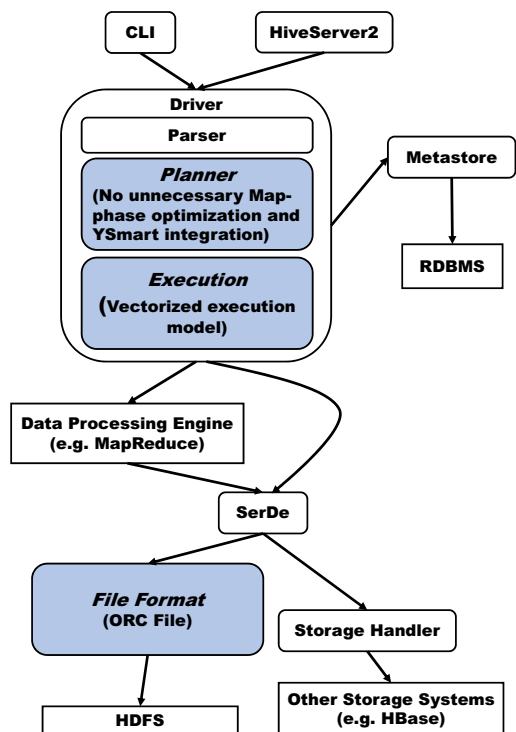 CLI
HiveServer2
Driver
Parser
Planner
(No unnecessary Map-
phase optimization and
YSmart integration)
Metastore
RDBMS
Execution
(Vectorized execution
model)
Data Processing Engine
(e.g. MapReduce)
SerDe
File Format
(ORC File)
Storage Handler
HDFS
Other Storage Systems
(e.g. HBase)